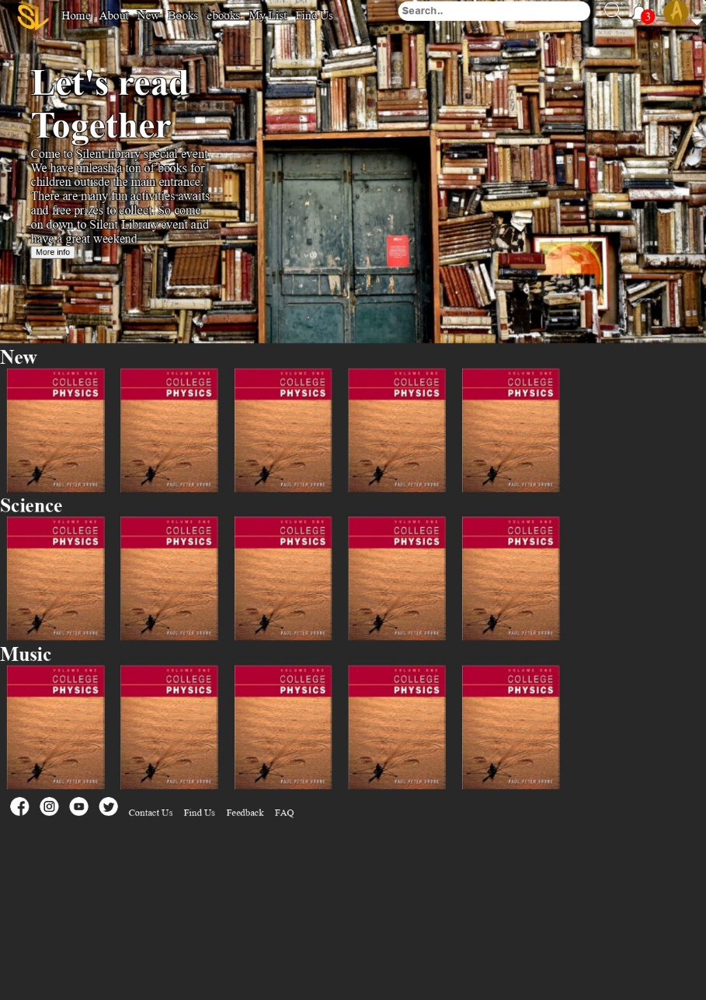 SL Home About New Books ebooks My List Find Us Search.. 3 A
Let's read
Together
Come to Silent library special event,
We have unleash a ton of books for
children outisde the main entrance.
There are many fun activities awaits
and free prizes to collect. So come
on down to Silent Library event and
have a great weekend
More info
New
VOLUME ONE VOLUME ONE VOLUME ONE VOLUME ONE VOLUME ONE
COLLEGE COLLEGE COLLEGE COLLEGE COLLEGE
PHYSICS PHYSICS PHYSICS PHYSICS PHYSICS
PAUL PETER URONE PAUL PETER URONE PAUL PETER URONE PAUL PETER URONE PAUL PETER URONE
Science
VOLUME ONE VOLUME ONE VOLUME ONE VOLUME ONE VOLUME ONE
COLLEGE COLLEGE COLLEGE COLLEGE COLLEGE
PHYSICS PHYSICS PHYSICS PHYSICS PHYSICS
PAUL PETER URONE PAUL PETER URONE PAUL PETER URONE PAUL PETER URONE PAUL PETER URONE
Music
VOLUME ONE VOLUME ONE VOLUME ONE VOLUME ONE VOLUME ONE
COLLEGE COLLEGE COLLEGE COLLEGE COLLEGE
PHYSICS PHYSICS PHYSICS PHYSICS PHYSICS
PAUL PETER URONE PAUL PETER URONE PAUL PETER URONE PAUL PETER URONE PAUL PETER URONE
Contact Us Find Us Feedback FAQ